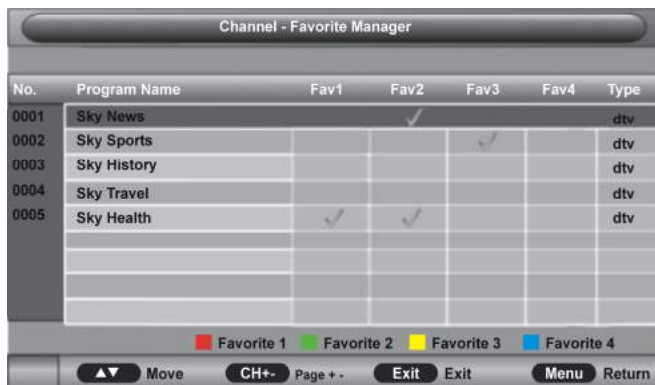 Channel - Favorite Manager
No. Program Name Fav1 Fav2 Fav3 Fav4 Type
0001 Sky News dtv
0002 Sky Sports dtv
0003 Sky History dtv
0004 Sky Travel dtv
0005 Sky Health dtv
Favorite 1 Favorite 2 Favorite 3 Favorite 4
▲▼ Move CH+- Page + - Exit Exit Menu Return